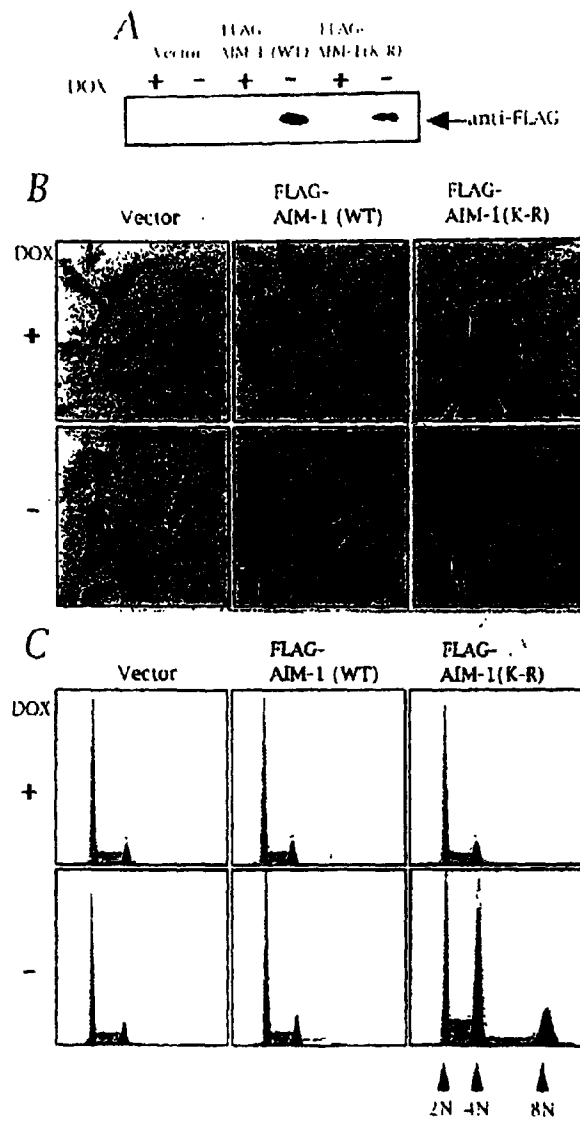 A
Vector FLAG- AIM-1 (WT) FLAG- AIM-1(K-R)
DOX + − + − + −
anti-FLAG
B
Vector FLAG- AIM-1 (WT) FLAG- AIM-1(K-R)
DOX
+
−
C
Vector FLAG- AIM-1 (WT) FLAG- AIM-1(K-R)
DOX
+
−
2N 4N 8N